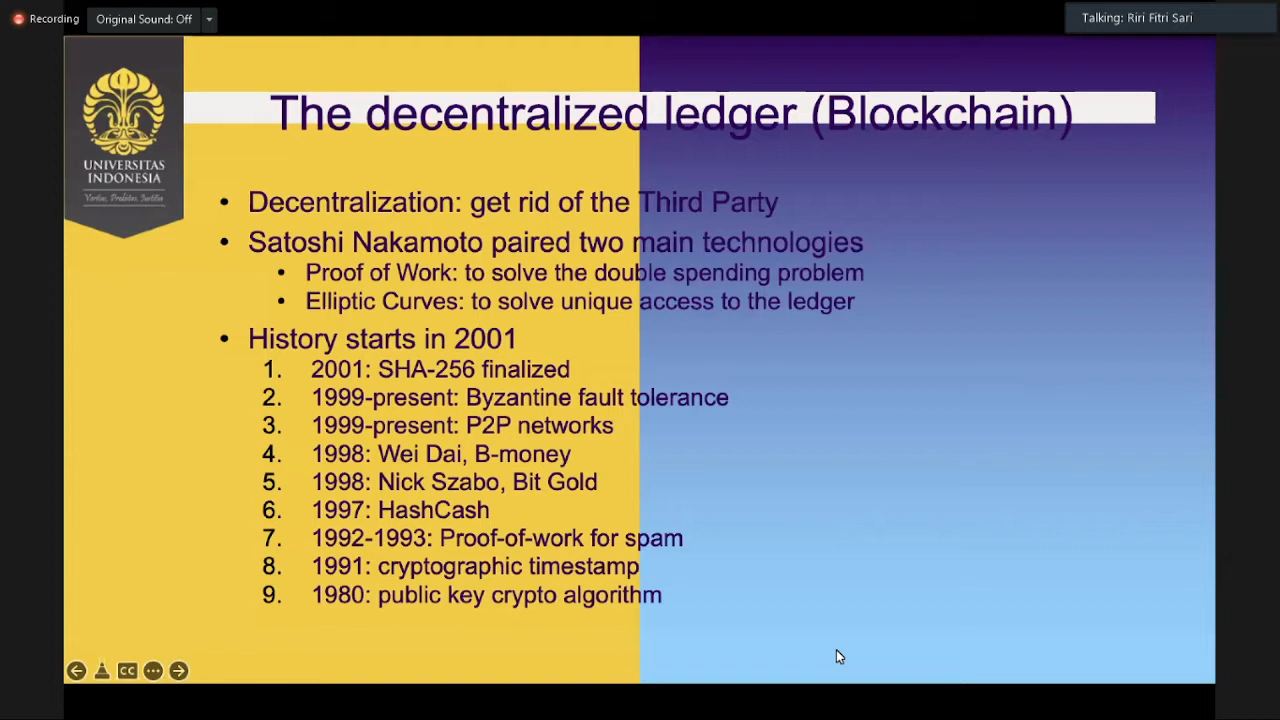 Recording
Original Sound: Off
Talking: Riri Fitri Sari
UNIVERSITAS
INDONESIA
Veritas, Probitas, Iustitia
The decentralized ledger (Blockchain)
• Decentralization: get rid of the Third Party
• Satoshi Nakamoto paired two main technologies
• Proof of Work: to solve the double spending problem
• Elliptic Curves: to solve unique access to the ledger
• History starts in 2001
1. 2001: SHA-256 finalized
2. 1999-present: Byzantine fault tolerance
3. 1999-present: P2P networks
4. 1998: Wei Dai, B-money
5. 1998: Nick Szabo, Bit Gold
6. 1997: HashCash
7. 1992-1993: Proof-of-work for spam
8. 1991: cryptographic timestamp
9. 1980: public key crypto algorithm
CC